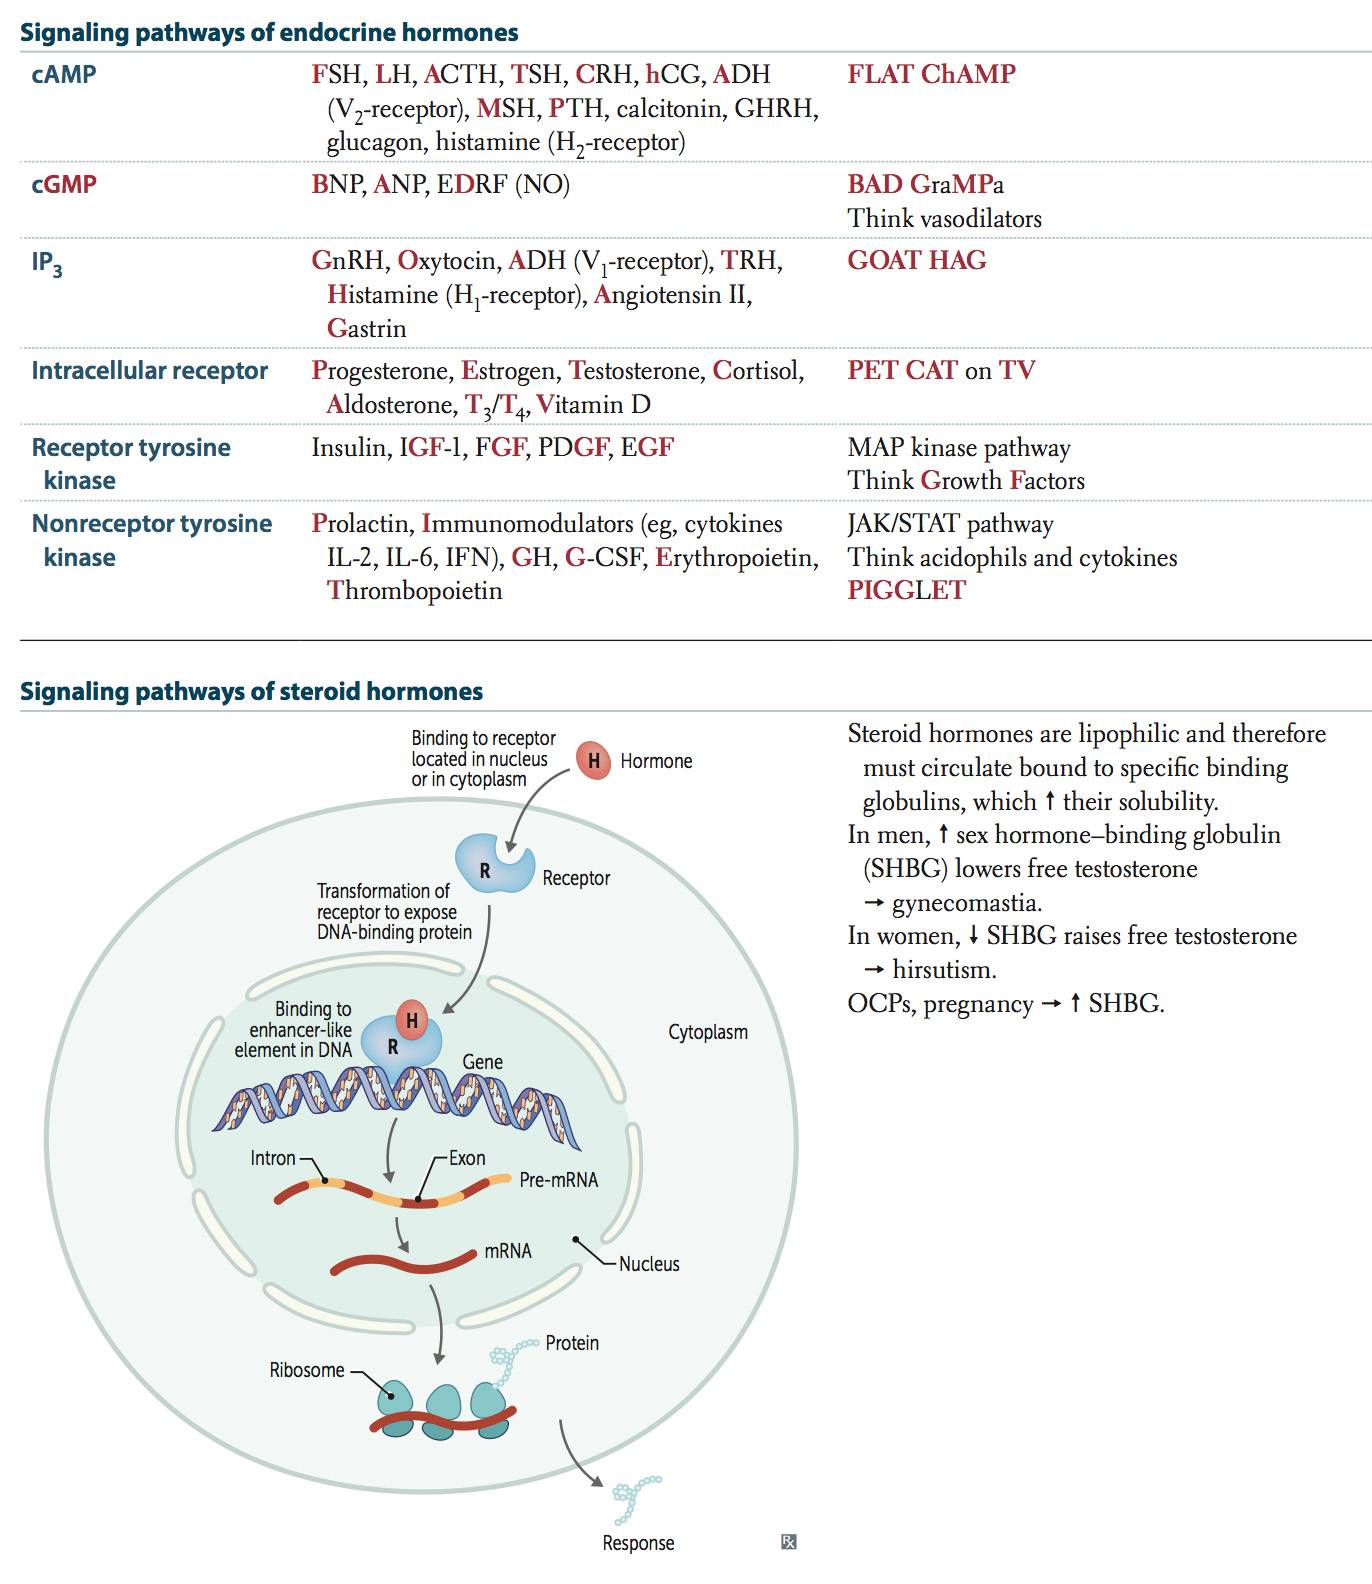 Signaling pathways of endocrine hormones
cAMP
FSH, LH, ACTH, TSH, CRH, hCG, ADH
(V2-receptor), MSH, PTH, calcitonin, GHRH,
glucagon, histamine (H2-receptor)
FLAT ChAMP
cGMP
BNP, ANP, EDRF (NO)
BAD GraMPa
Think vasodilators
IP3
GnRH, Oxytocin, ADH (V1-receptor), TRH,
Histamine (H1-receptor), Angiotensin II,
Gastrin
GOAT HAG
Intracellular receptor
Progesterone, Estrogen, Testosterone, Cortisol,
Aldosterone, T3/T4, Vitamin D
PET CAT on TV
Receptor tyrosine
kinase
Insulin, IGF-1, FGF, PDGF, EGF
MAP kinase pathway
Think Growth Factors
Nonreceptor tyrosine
kinase
Prolactin, Immunomodulators (eg, cytokines
IL-2, IL-6, IFN), GH, G-CSF, Erythropoietin,
Thrombopoietin
JAK/STAT pathway
Think acidophils and cytokines
PIGGLET
Signaling pathways of steroid hormones
Binding to receptor
located in nucleus
or in cytoplasm
H
Hormone
R
Receptor
Transformation of
receptor to expose
DNA-binding protein
Binding to
enhancer-like
element in DNA
H
R
Gene
Cytoplasm
Intron
Exon
Pre-mRNA
mRNA
Nucleus
Protein
Ribosome
Response
Rx
Steroid hormones are lipophilic and therefore
must circulate bound to specific binding
globulins, which ↑ their solubility.
In men, ↑ sex hormone–binding globulin
(SHBG) lowers free testosterone
→ gynecomastia.
In women, ↓ SHBG raises free testosterone
→ hirsutism.
OCPs, pregnancy → ↑ SHBG.